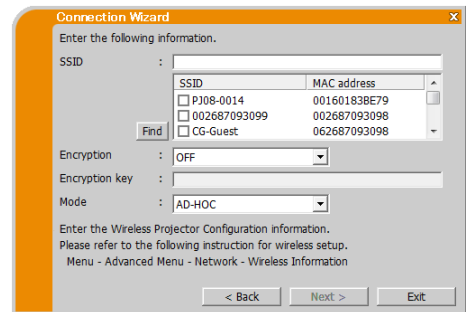 Connection Wizard x
Enter the following information.
SSID :
SSID MAC address
PJ08-0014 00160183BE79
002687093099 002687093098
Find CG-Guest 062687093098
Encryption : OFF
Encryption key :
Mode : AD-HOC
Enter the Wireless Projector Configuration information.
Please refer to the following instruction for wireless setup.
Menu - Advanced Menu - Network - Wireless Information
< Back Next > Exit